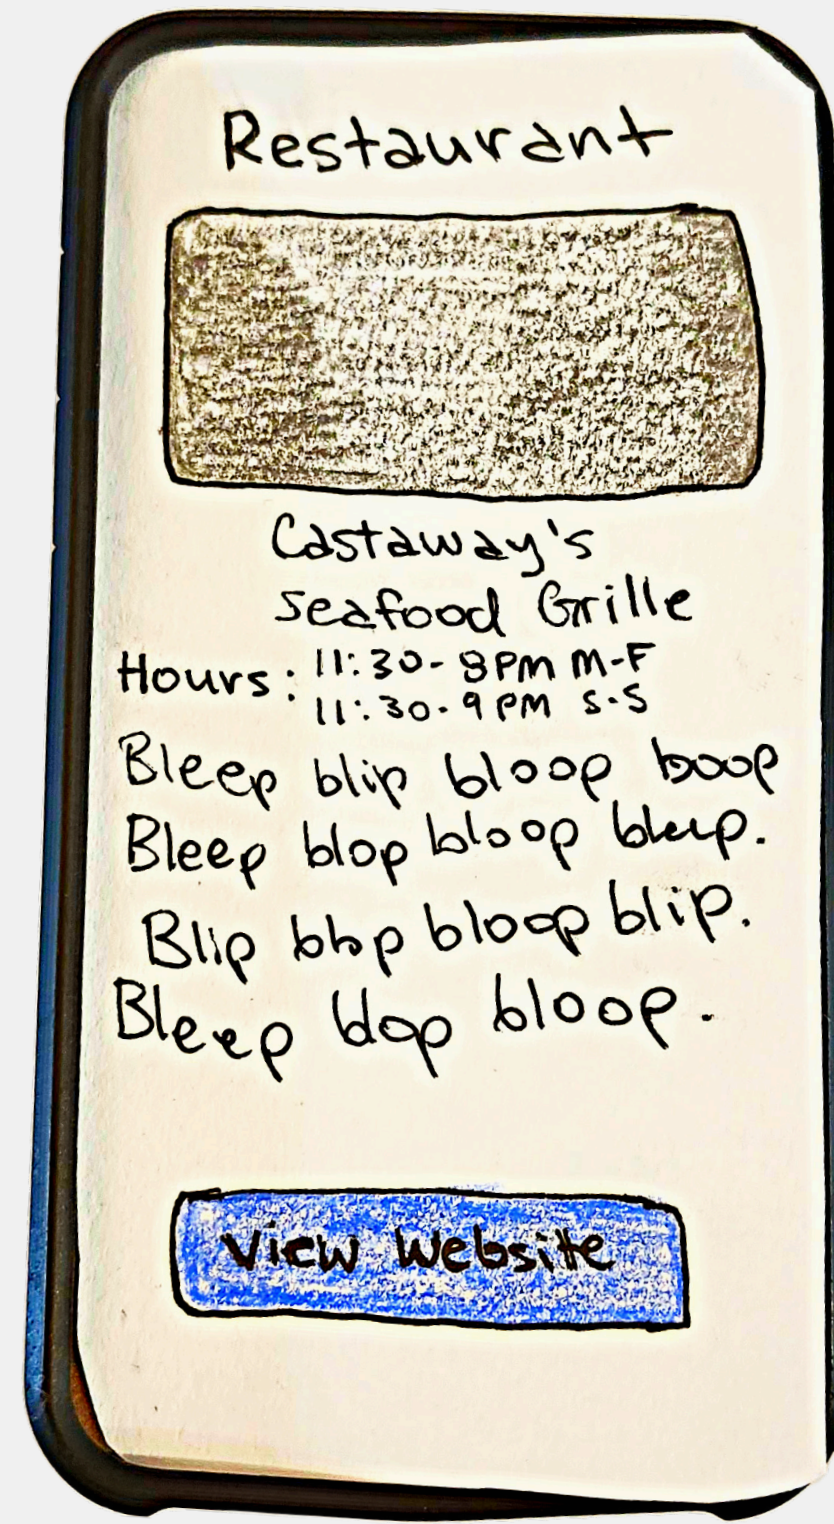 Restaurant
Castaway's
Seafood Grille
Hours: 11:30-8PM M-F
11:30-9PM S-S
Bleep blip bloop boop
Bleep blop bloop bleep.
Blip blop bloop blip.
Bleep blop bloop.
View Website